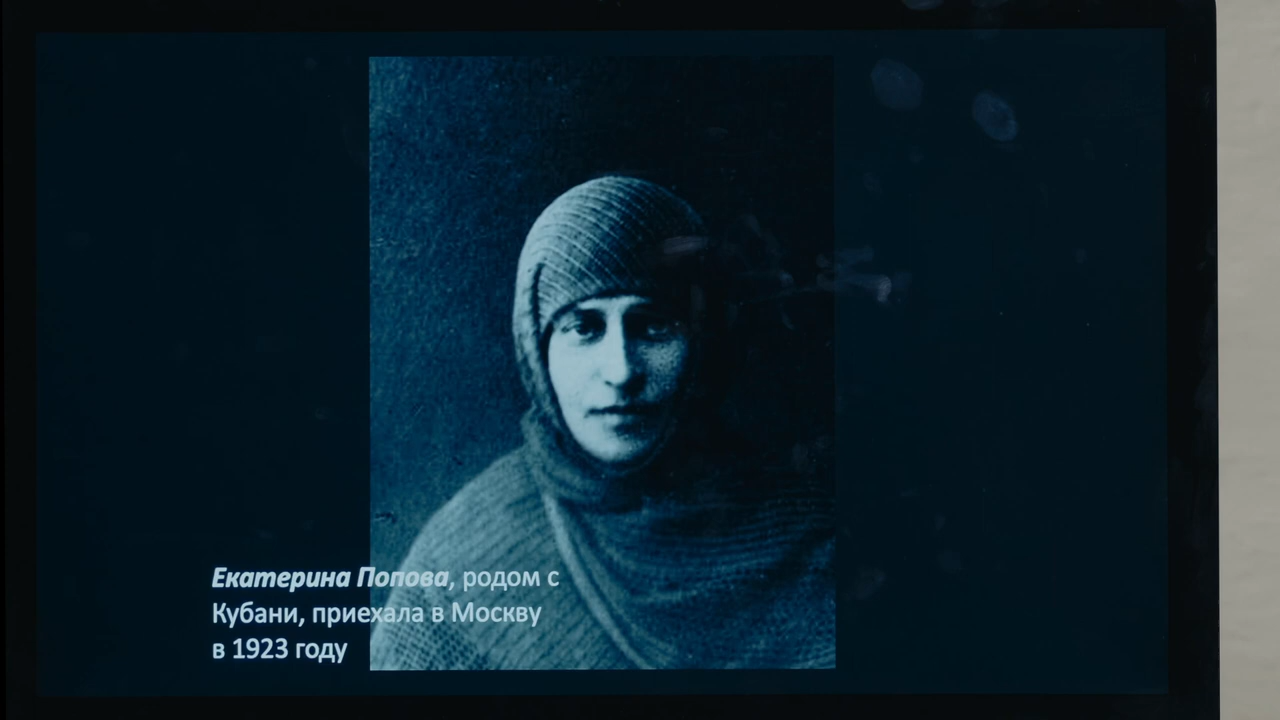 Екатерина Попова, родом с
Кубани, приехала в Москву
в 1923 году